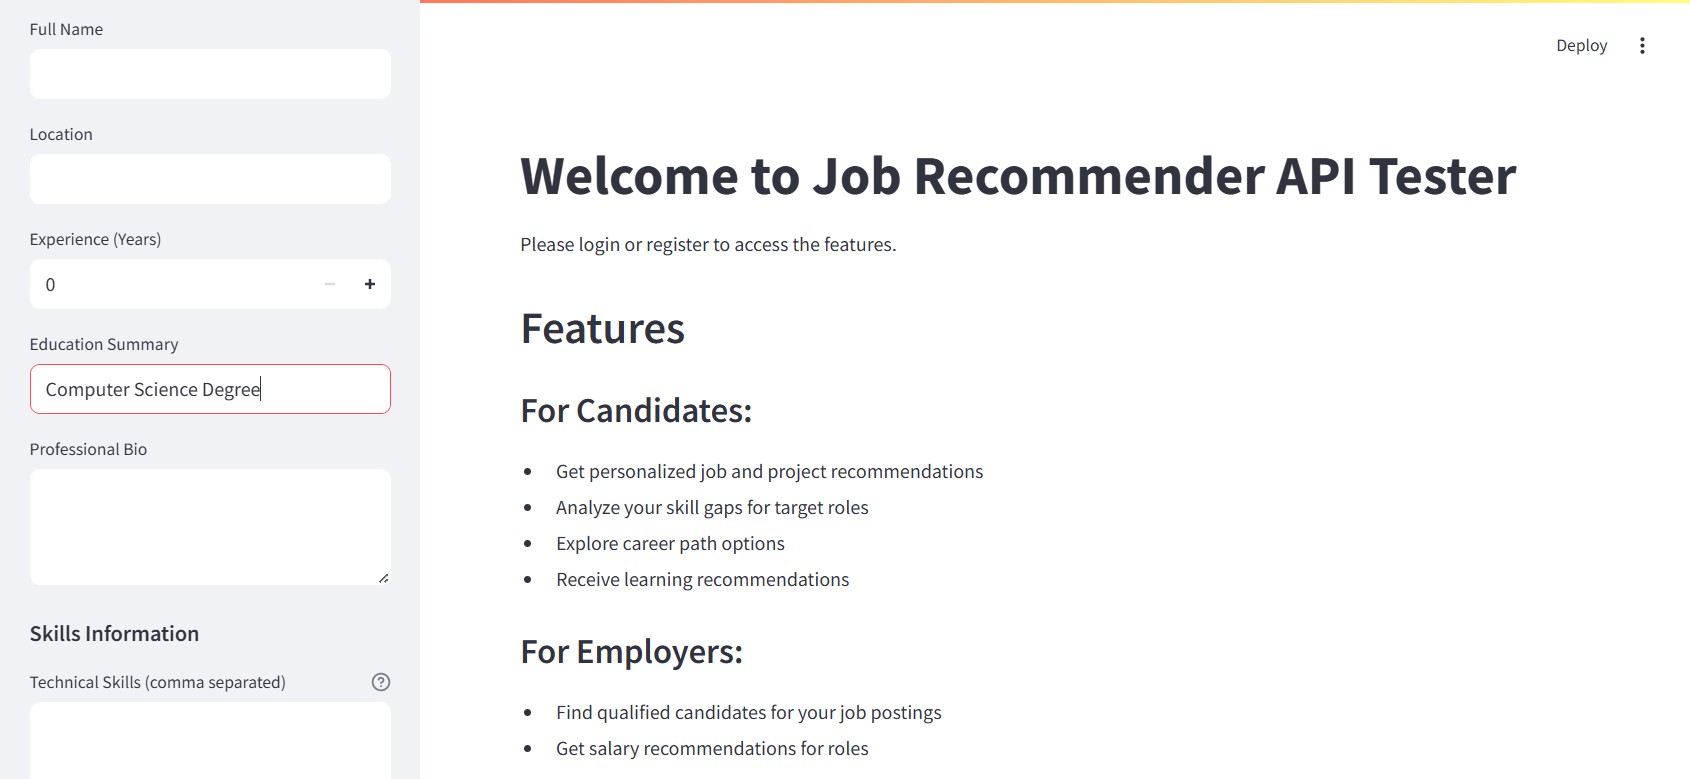 Full Name
Location
Experience (Years)
0
Education Summary
Computer Science Degree
Professional Bio
Skills Information
Technical Skills (comma separated)
Deploy
Welcome to Job Recommender API Tester
Please login or register to access the features.
Features
For Candidates:
• Get personalized job and project recommendations
• Analyze your skill gaps for target roles
• Explore career path options
• Receive learning recommendations
For Employers:
• Find qualified candidates for your job postings
• Get salary recommendations for roles